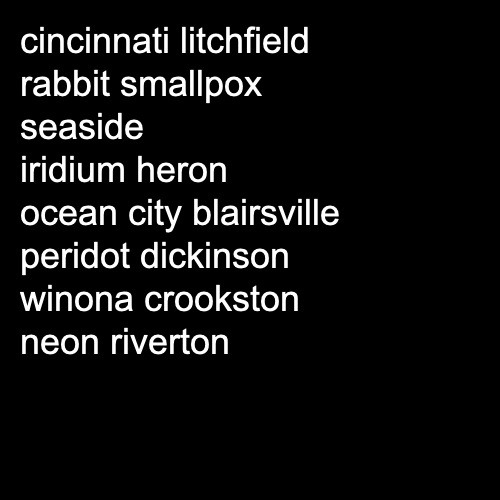 cincinnati litchfield
rabbit smallpox
seaside
iridium heron
ocean city blairsville
peridot dickinson
winona crookston
neon riverton